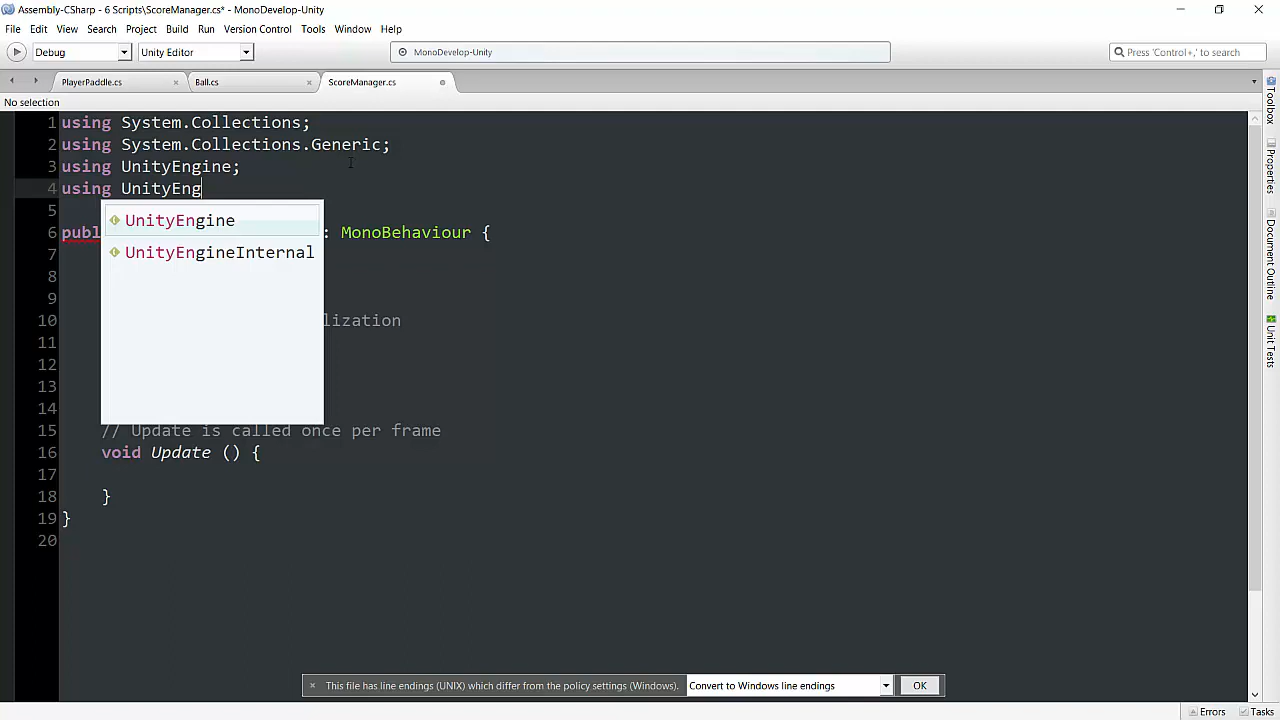 Assembly-CSharp - 6 Scripts\ScoreManager.cs* - MonoDevelop-Unity
File Edit View Search Project Build Run Version Control Tools Window Help
Debug Unity Editor MonoDevelop-Unity Press 'Control+,' to search
PlayerPaddle.cs Ball.cs ScoreManager.cs
No selection
1 using System.Collections;
2 using System.Collections.Generic;
3 using UnityEngine;
4 using UnityEng
5
UnityEngine
6 publ : MonoBehaviour {
UnityEngineInternal
7
8
9
10 lization
11
12
13
14
15 // Update is called once per frame
16 void Update () {
17
18 }
19 }
20
Toolbox
Properties
Document Outline
Unit Tests
This file has line endings (UNIX) which differ from the policy settings (Windows). Convert to Windows line endings OK
Errors Tasks